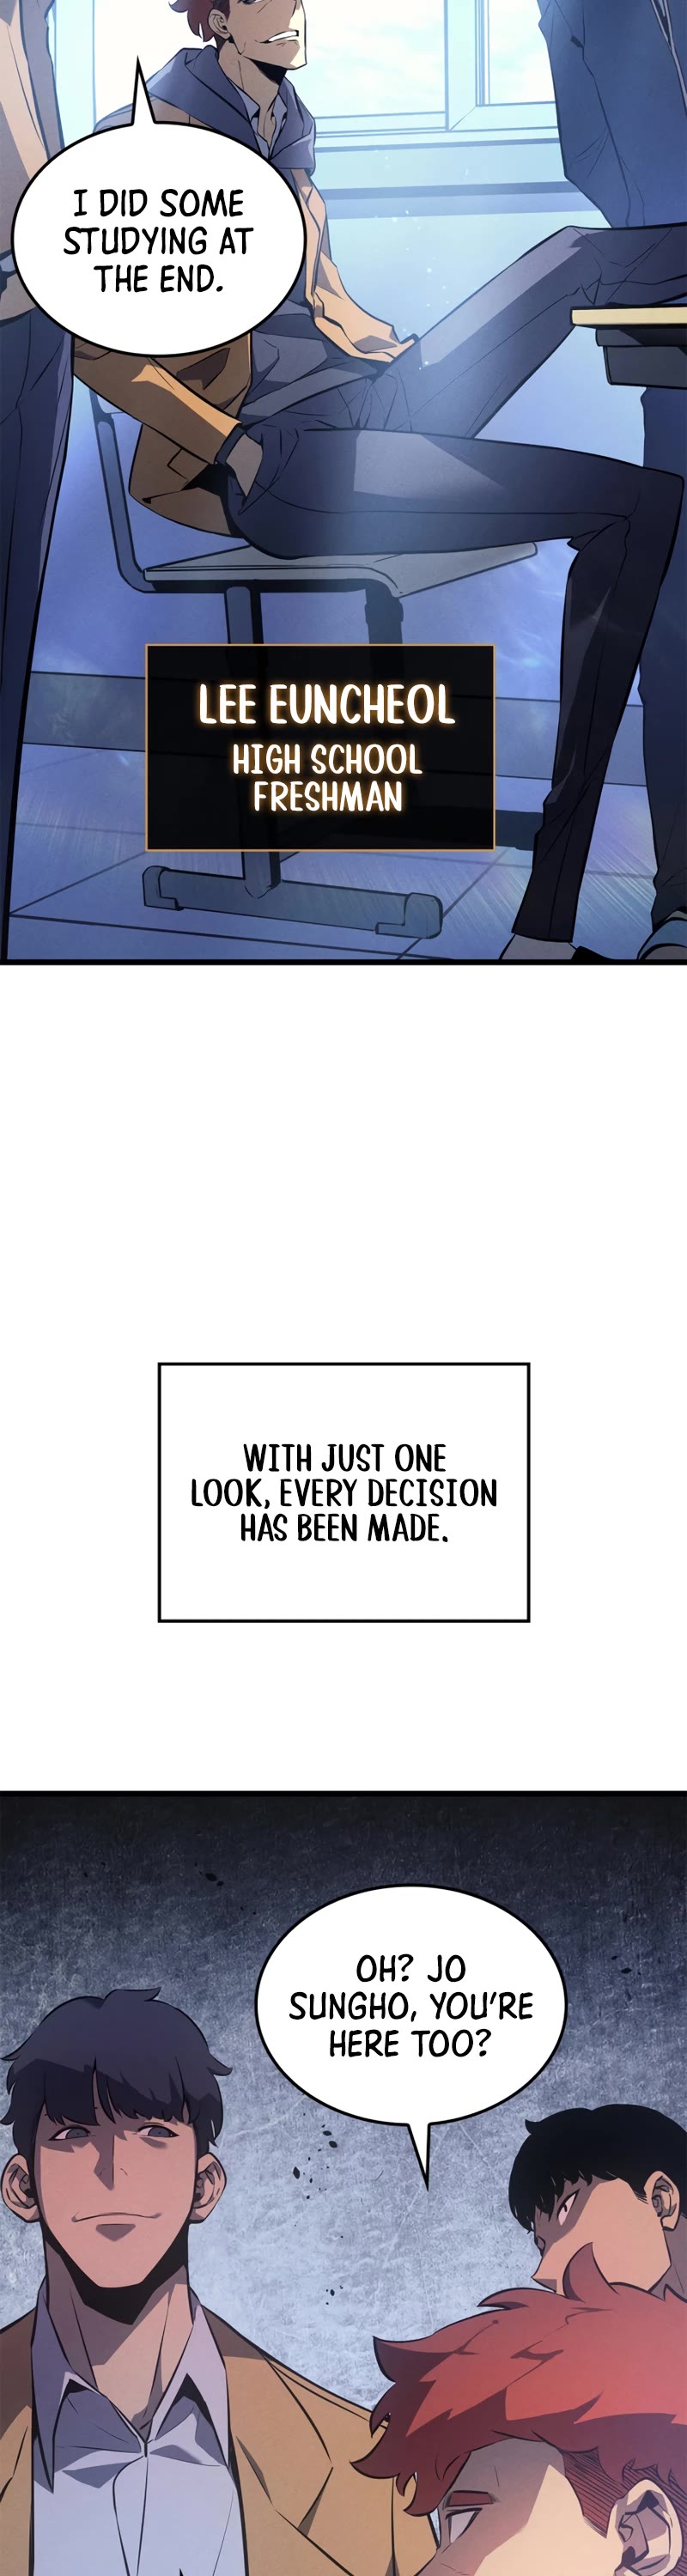 I DID SOME
STUDYING AT
THE END.
LEE EUNCHEOL
HIGH SCHOOL
FRESHMAN
WITH JUST ONE
LOOK, EVERY DECISION
HAS BEEN MADE.
OH? JO
SUNGHO, YOU'RE
HERE TOO?